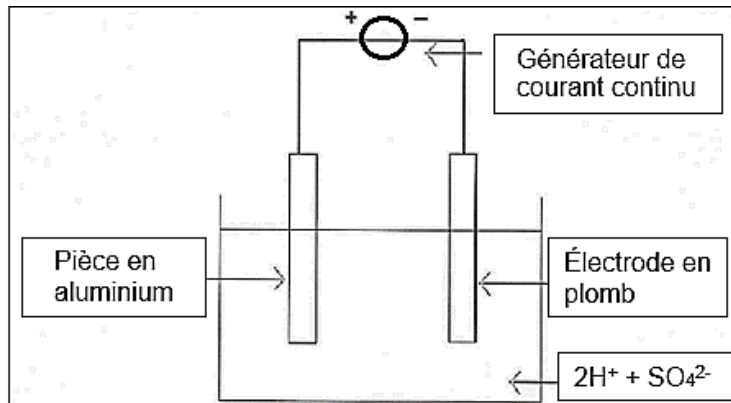 + -
Générateur de
courant continu
Pièce en
aluminium
Électrode en
plomb
2H⁺ + SO₄²⁻